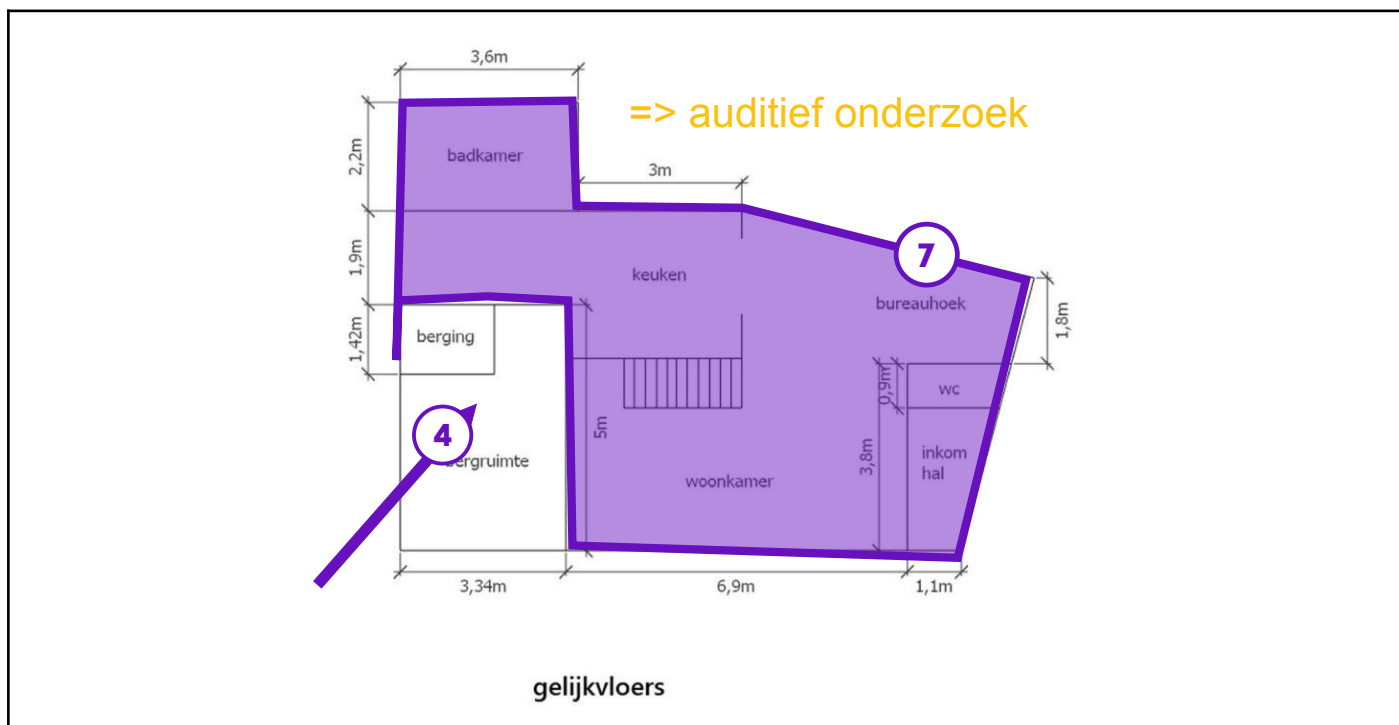 3,6m
=> auditief onderzoek
2,2m
badkamer
3m
1,9m
keuken
7
bureauhoek
1,8m
1,42m
berging
0,9m
wc
4
5m
bergruimte
woonkamer
3,8m
inkom
hal
3,34m
6,9m
1,1m
gelijkvloers